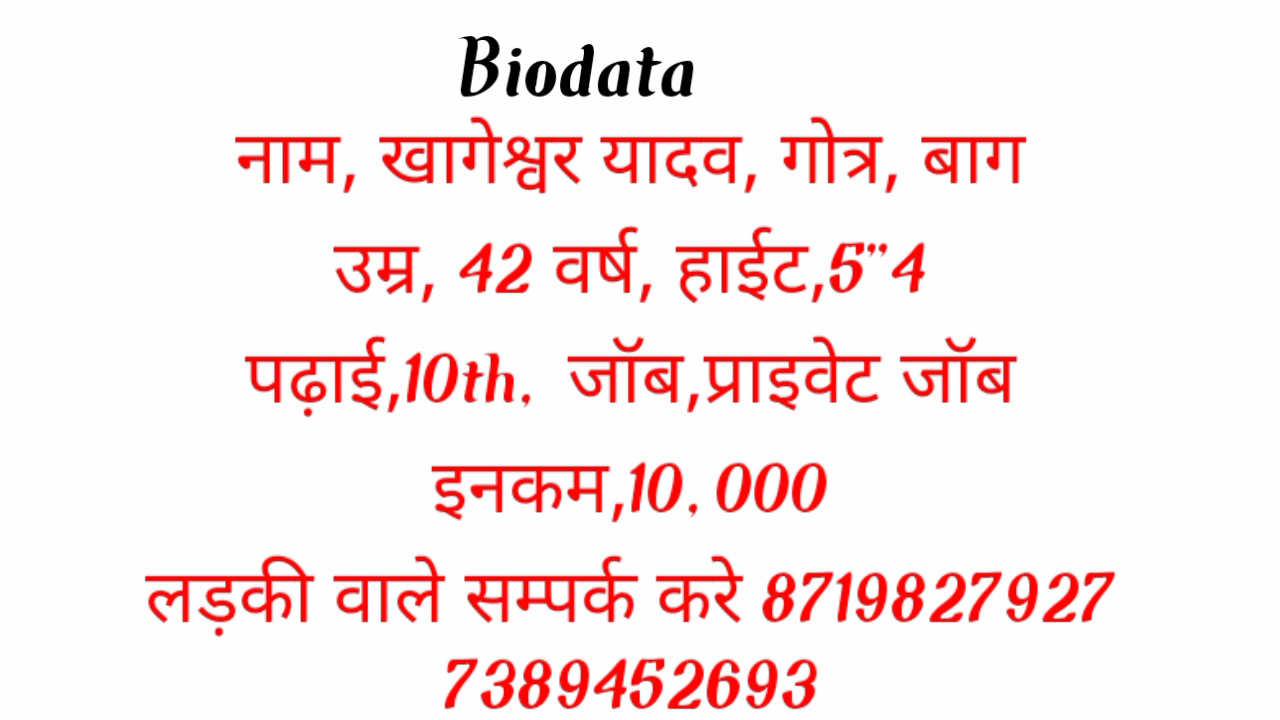 Biodata
नाम, खागेश्वर यादव, गोत्र, बाग
उम्र, 42 वर्ष, हाईट,5”4
पढ़ाई,10th, जॉब,प्राइवेट जॉब
इनकम,10,000
लड़की वाले सम्पर्क करे 8719827927
7389452693